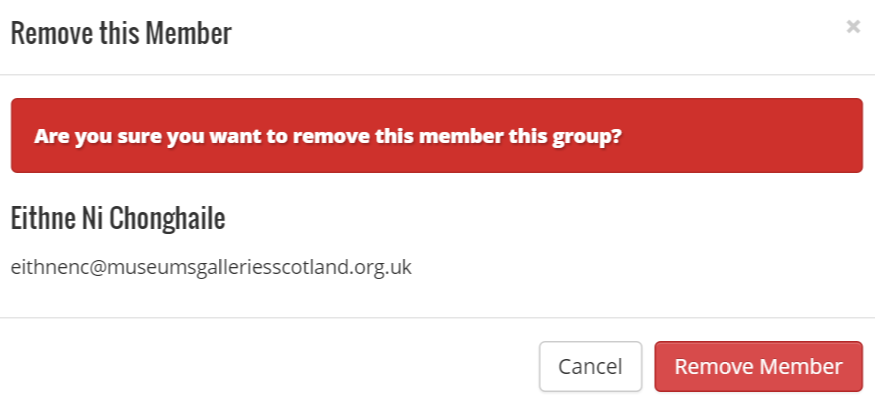 Remove this Member
×
Are you sure you want to remove this member this group?
Eithne Ni Chonghaile
eithnenc@museumsgalleriesscotland.org.uk
Cancel Remove Member